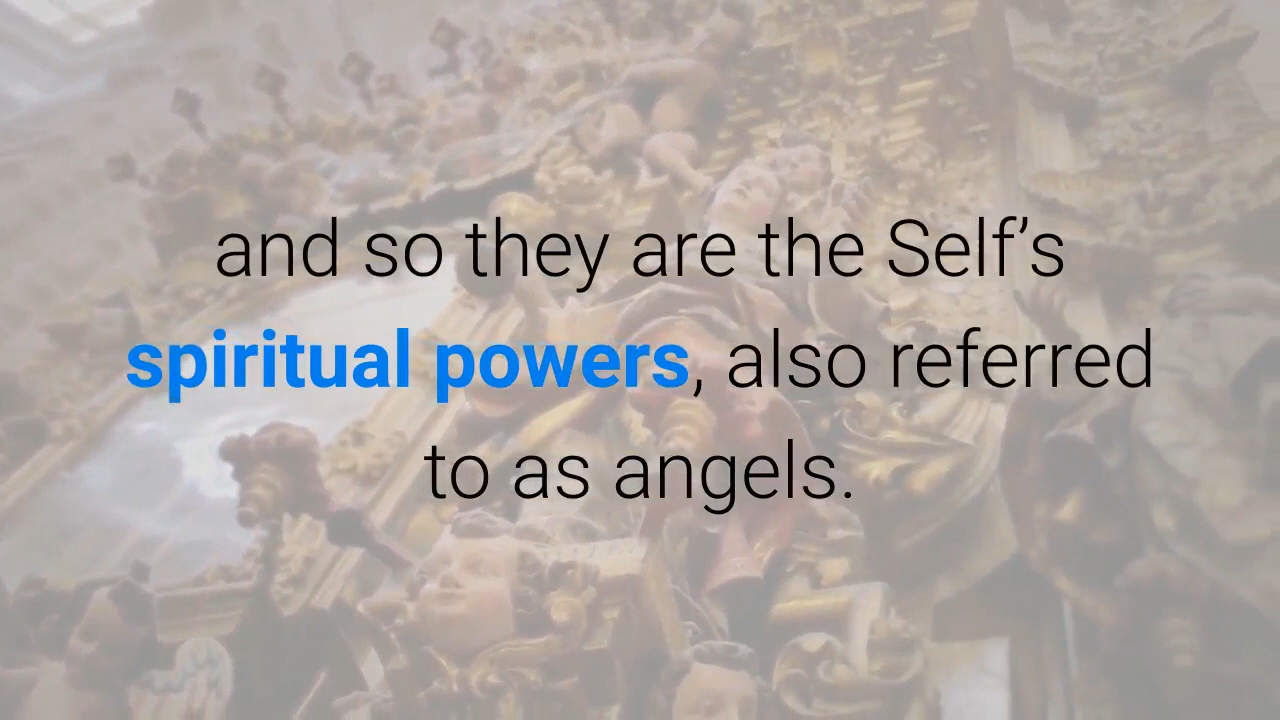 and so they are the Self’s
spiritual powers, also referred
to as angels.